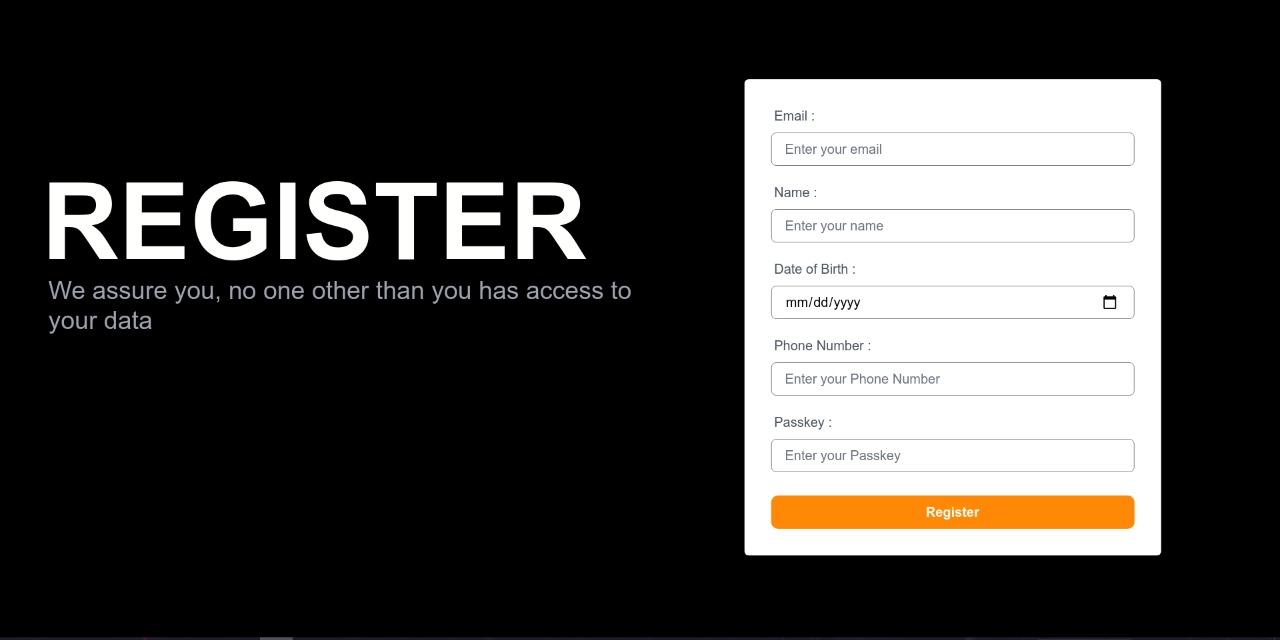 REGISTER
We assure you, no one other than you has access to
your data
Email :
Enter your email
Name :
Enter your name
Date of Birth :
mm/dd/yyyy
Phone Number :
Enter your Phone Number
Passkey :
Enter your Passkey
Register